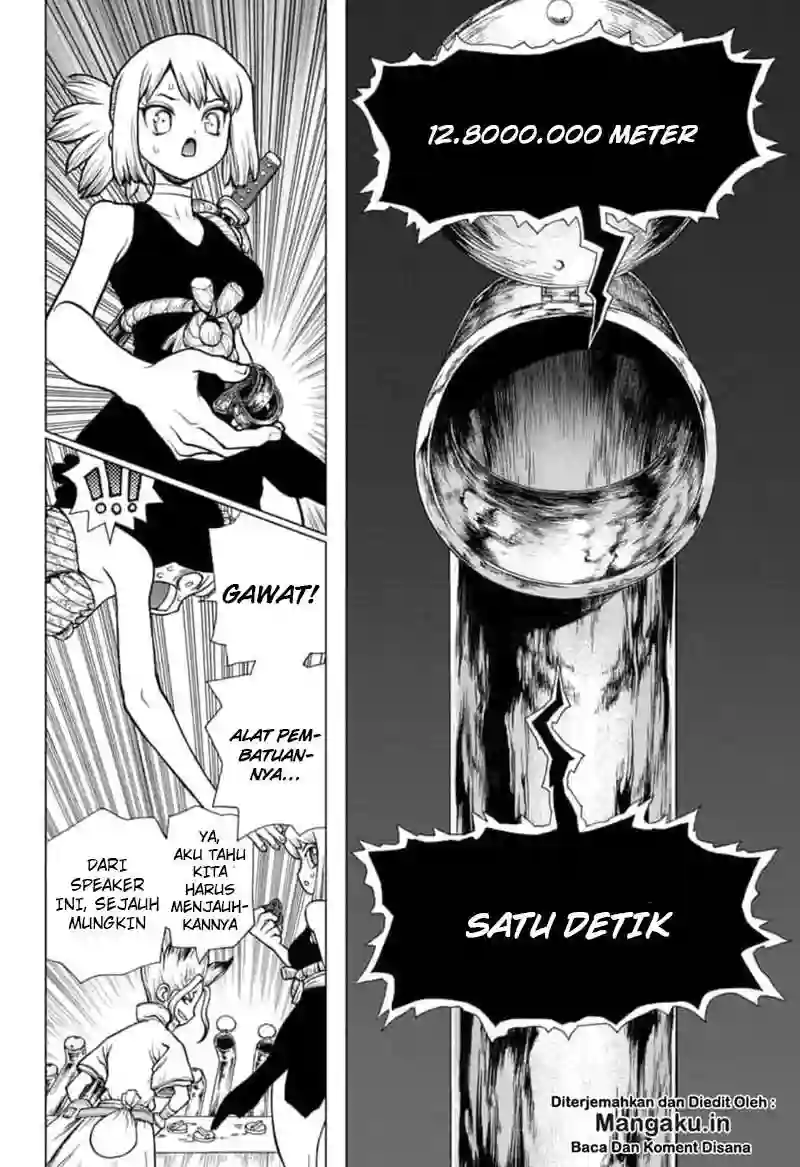 12.8000.000 METER
SATU DETIK
!!!
GAWAT!
ALAT PEM-
BATUAN-
NYA...
YA,
AKU TAHU
KITA
HARUS
MENJAUH-
KANNYA
DARI
SPEAKER
INI, SEJAUH
MUNGKIN
Diterjemahkan dan Diedit Oleh :
Mangaku.in
Baca Dan Koment Disana